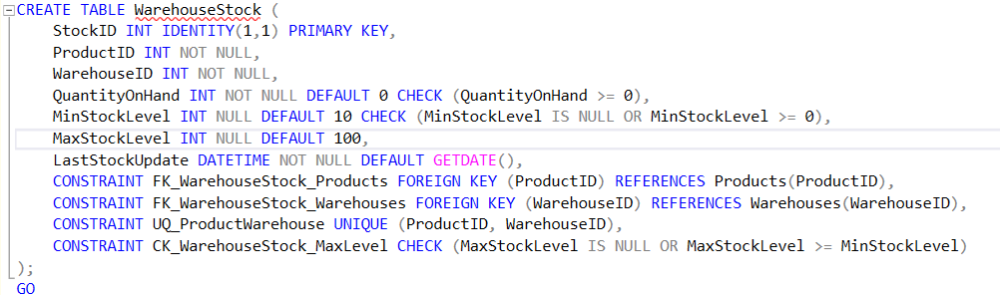 CREATE TABLE WarehouseStock (
    StockID INT IDENTITY(1,1) PRIMARY KEY,
    ProductID INT NOT NULL,
    WarehouseID INT NOT NULL,
    QuantityOnHand INT NOT NULL DEFAULT 0 CHECK (QuantityOnHand >= 0),
    MinStockLevel INT NULL DEFAULT 10 CHECK (MinStockLevel IS NULL OR MinStockLevel >= 0),
    MaxStockLevel INT NULL DEFAULT 100,
    LastStockUpdate DATETIME NOT NULL DEFAULT GETDATE(),
    CONSTRAINT FK_WarehouseStock_Products FOREIGN KEY (ProductID) REFERENCES Products(ProductID),
    CONSTRAINT FK_WarehouseStock_Warehouses FOREIGN KEY (WarehouseID) REFERENCES Warehouses(WarehouseID),
    CONSTRAINT UQ_ProductWarehouse UNIQUE (ProductID, WarehouseID),
    CONSTRAINT CK_WarehouseStock_MaxLevel CHECK (MaxStockLevel IS NULL OR MaxStockLevel >= MinStockLevel)
);
GO